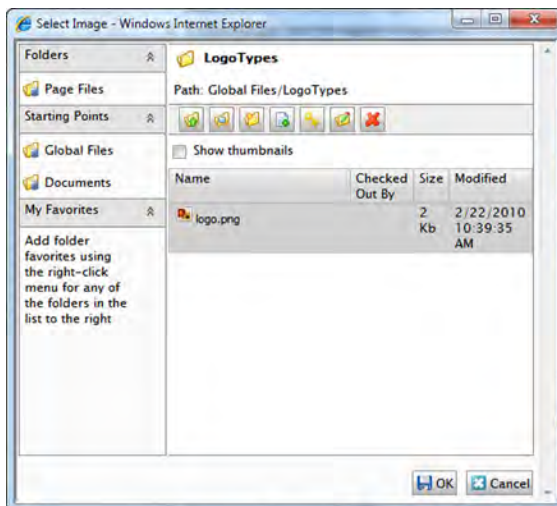 Select Image - Windows Internet Explorer
Folders
Page Files
Starting Points
Global Files
Documents
My Favorites
Add folder
favorites using
the right-click
menu for any of
the folders in the
list to the right
LogoTypes
Path: Global Files/LogoTypes
Show thumbnails
Name Checked Size Modified
Out By
logo.png 2 2/22/2010
Kb 10:39:35
AM
OK Cancel